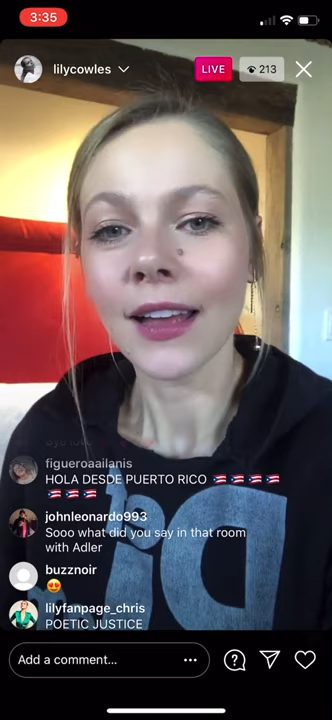 3:35
lilycowles
LIVE
213
figueroaailanis
HOLA DESDE PUERTO RICO 🇵🇷 🇵🇷 🇵🇷 🇵🇷
🇵🇷 🇵🇷 🇵🇷
johnleonardo993
Sooo what did you say in that room
with Adler
buzznoir
😍
lilyfanpage_chris
POETIC JUSTICE
Add a comment...